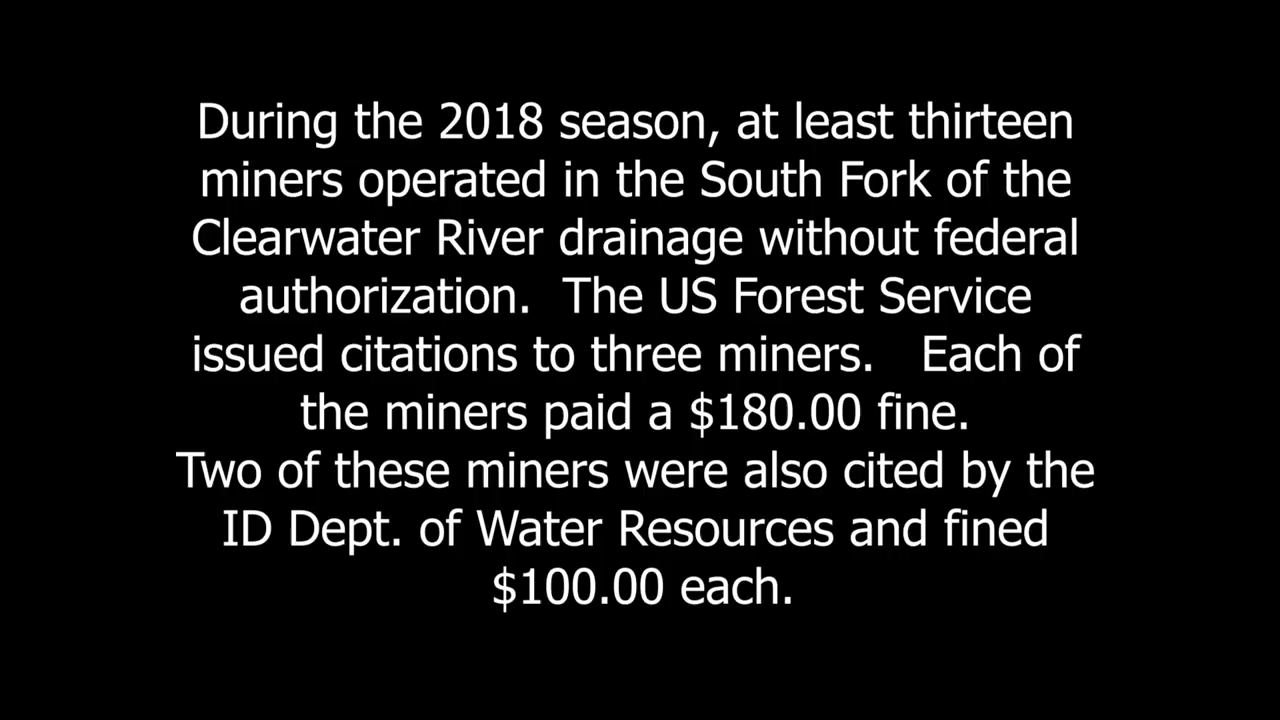 During the 2018 season, at least thirteen
miners operated in the South Fork of the
Clearwater River drainage without federal
authorization.  The US Forest Service
issued citations to three miners.   Each of
the miners paid a $180.00 fine.
Two of these miners were also cited by the
ID Dept. of Water Resources and fined
$100.00 each.